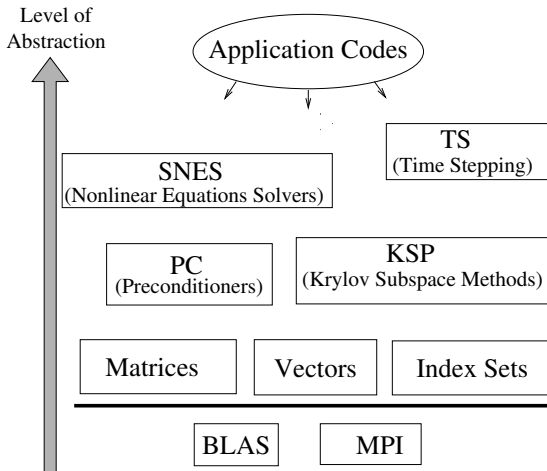 Level of
Abstraction
Application Codes
TS
(Time Stepping)
SNES
(Nonlinear Equations Solvers)
KSP
(Krylov Subspace Methods)
PC
(Preconditioners)
Matrices
Vectors
Index Sets
BLAS
MPI